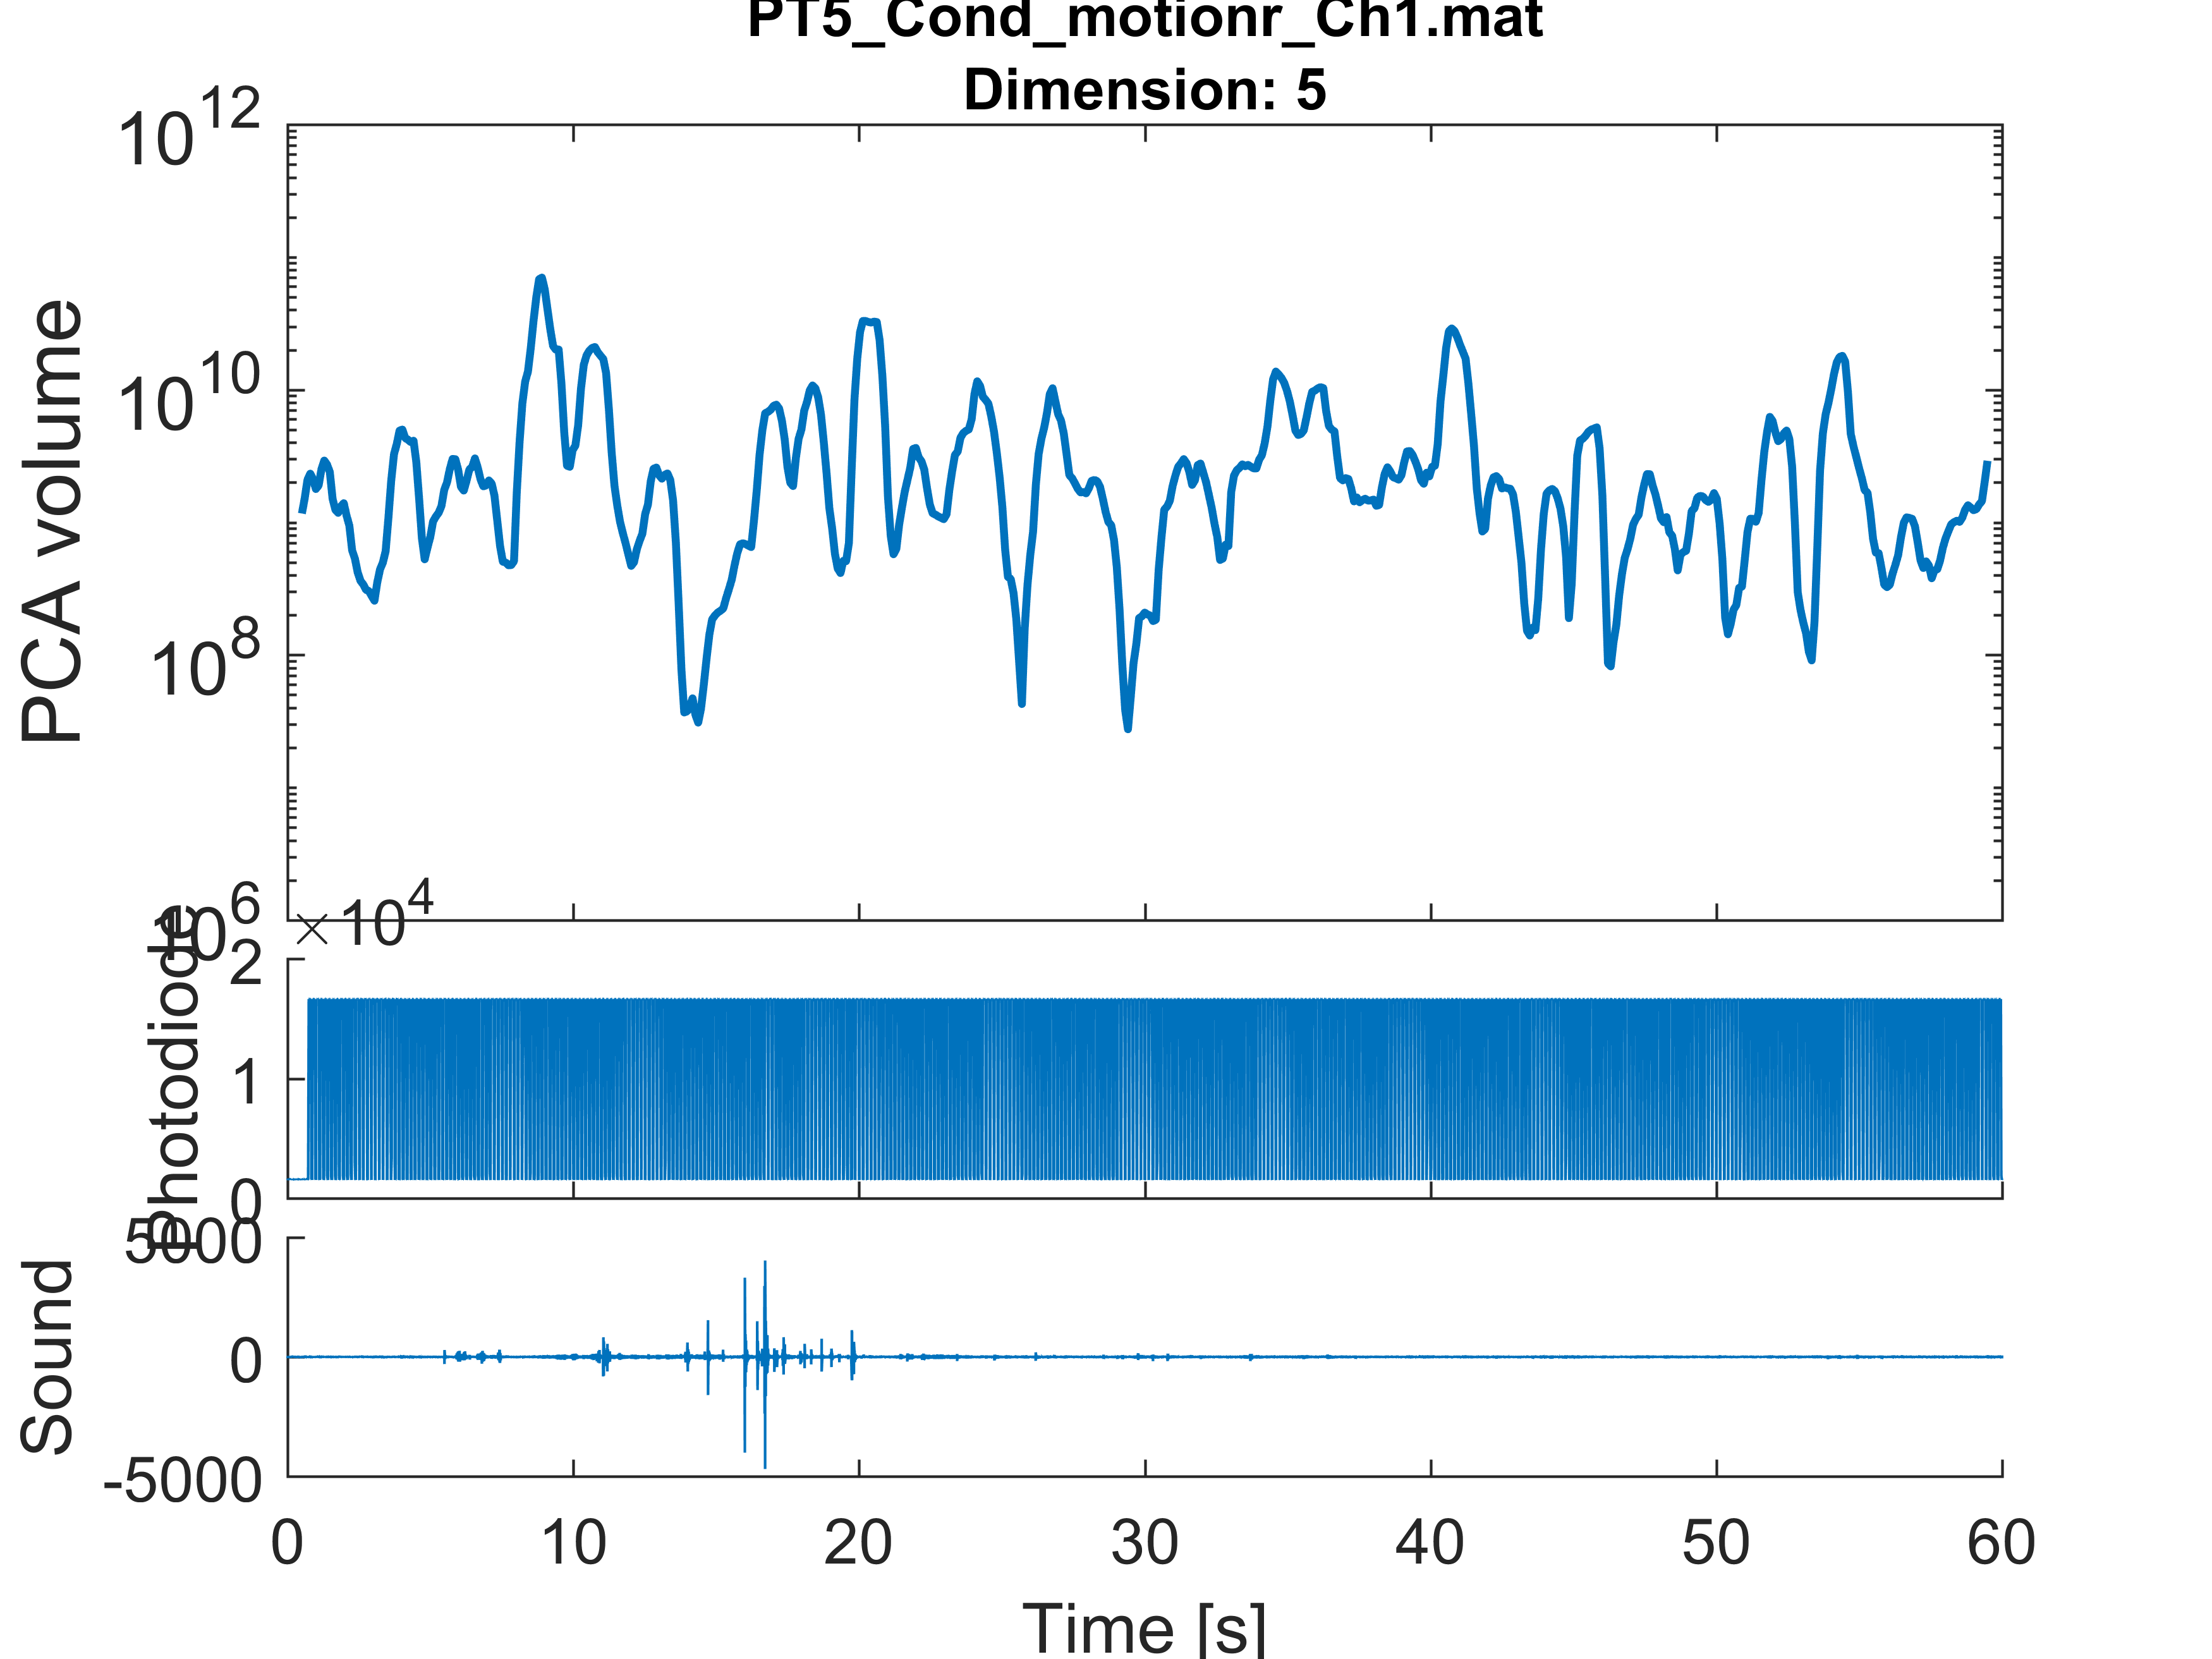 PT5_Cond_motionr_Ch1.mat
Dimension: 5
PCA volume
10^12
10^10
10^8
10^6
×10^4
Photodiode
2
1
0
Sound
5000
0
-5000
0 10 20 30 40 50 60
Time [s]